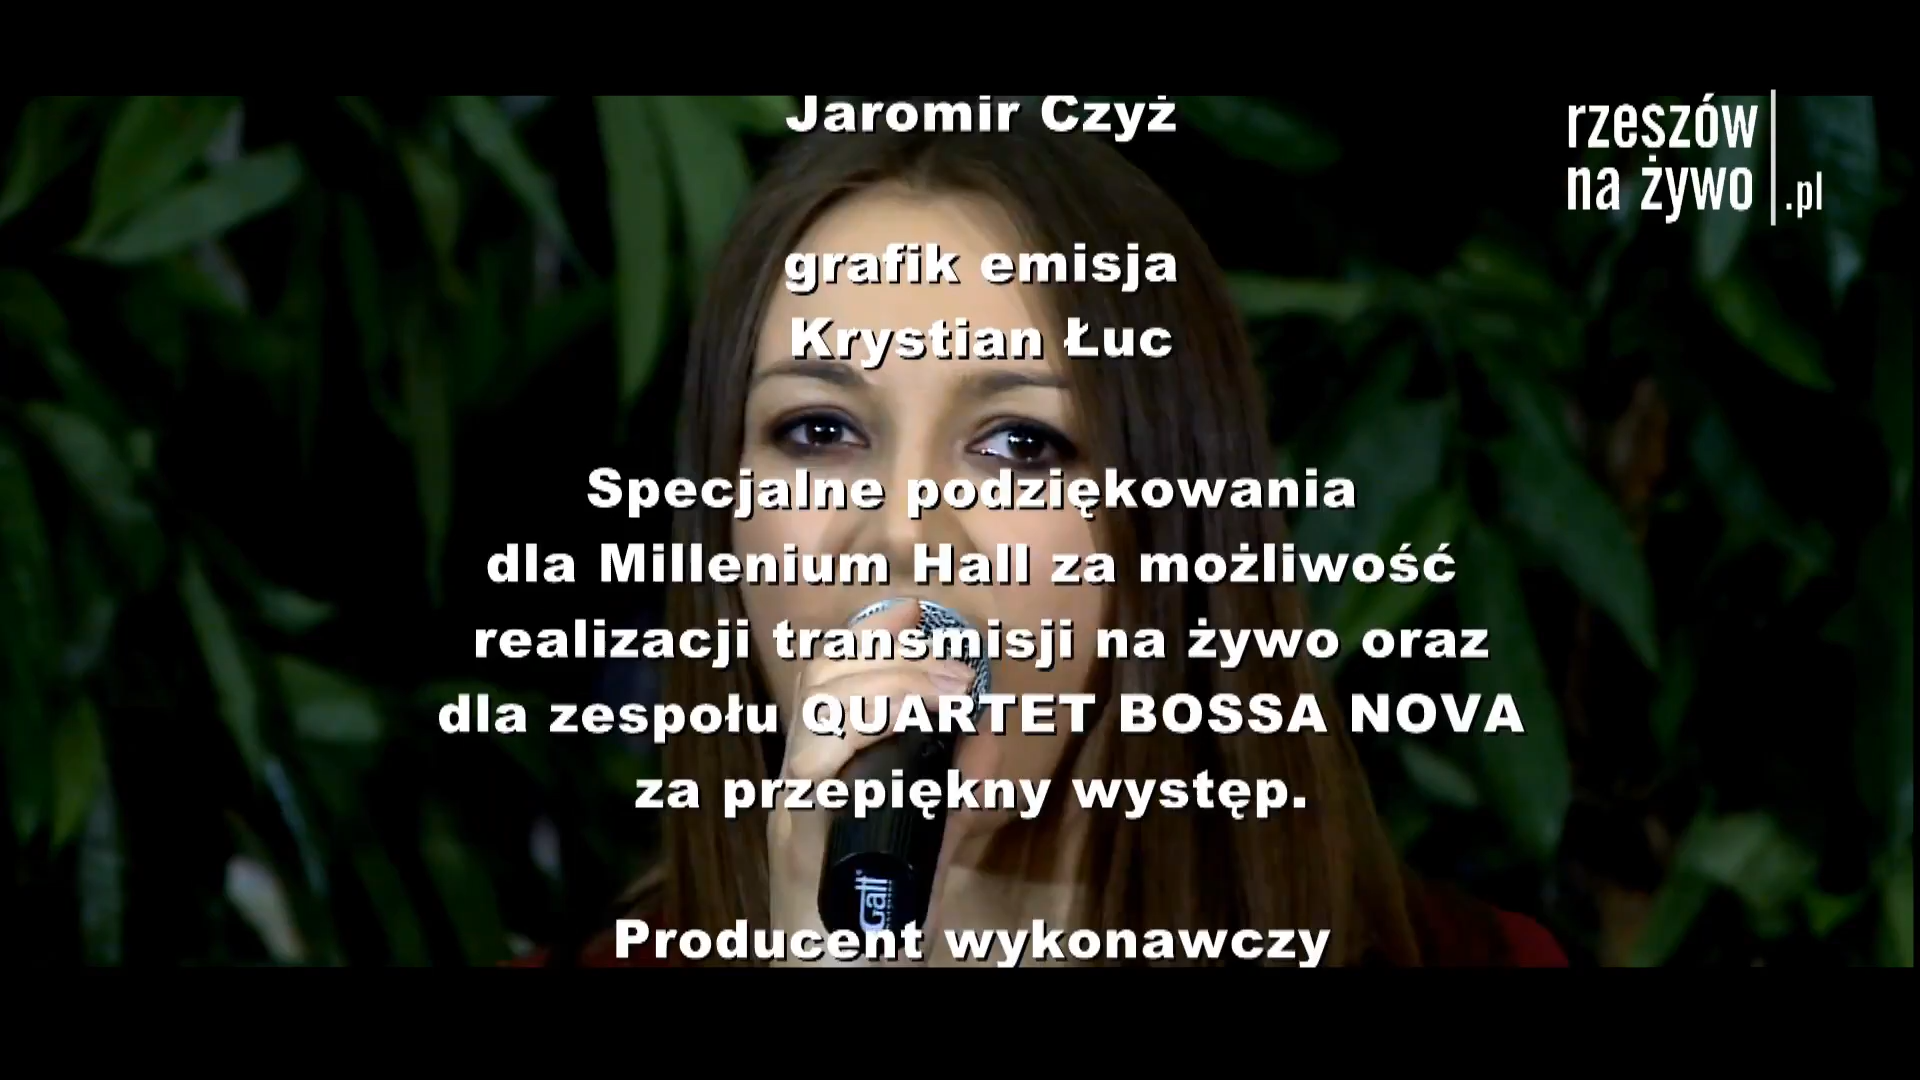 Jaromir Czyż
rzeszów
na żywo
.pl
grafik emisja
Krystian Łuc
Specjalne podziękowania
dla Millenium Hall za możliwość
realizacji transmisji na żywo oraz
dla zespołu QUARTET BOSSA NOVA
za przepiękny występ.
Gatt
Producent wykonawczy